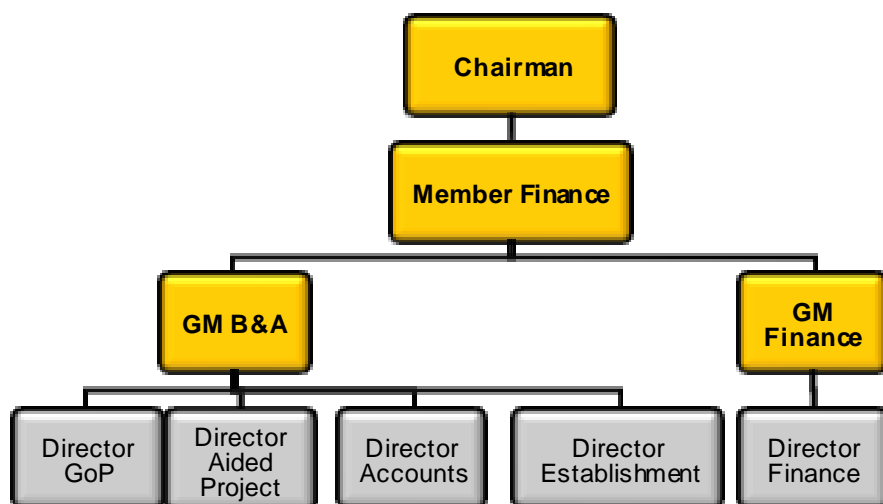 Chairman
Member Finance
GM B&A
GM
Finance
Director
GoP
Director
Aided
Project
Director
Accounts
Director
Establishment
Director
Finance